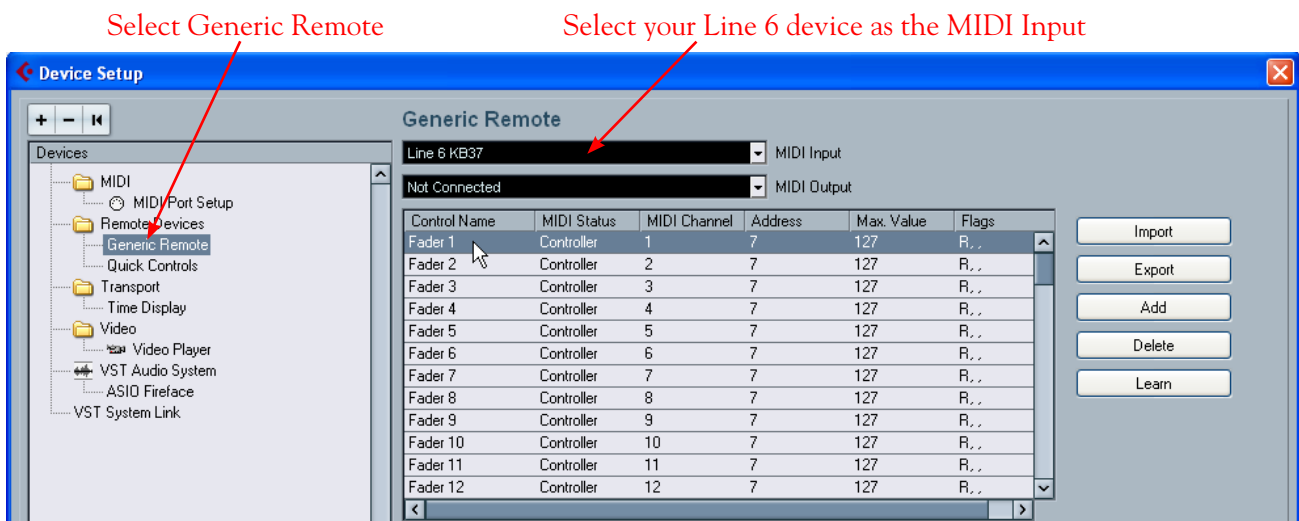 Select Generic Remote
Select your Line 6 device as the MIDI Input
Device Setup
Generic Remote
Devices
Line 6 KB37
MIDI Input
Not Connected
MIDI Output
MIDI
MIDI Port Setup
Remote Devices
Generic Remote
Quick Controls
Transport
Time Display
Video
Video Player
VST Audio System
ASIO Fireface
VST System Link
Control Name MIDI Status MIDI Channel Address Max. Value Flags
Fader 1 Controller 1 7 127 R, ,
Fader 2 Controller 2 7 127 R, ,
Fader 3 Controller 3 7 127 R, ,
Fader 4 Controller 4 7 127 R, ,
Fader 5 Controller 5 7 127 R, ,
Fader 6 Controller 6 7 127 R, ,
Fader 7 Controller 7 7 127 R, ,
Fader 8 Controller 8 7 127 R, ,
Fader 9 Controller 9 7 127 R, ,
Fader 10 Controller 10 7 127 R, ,
Fader 11 Controller 11 7 127 R, ,
Fader 12 Controller 12 7 127 R, ,
Import
Export
Add
Delete
Learn